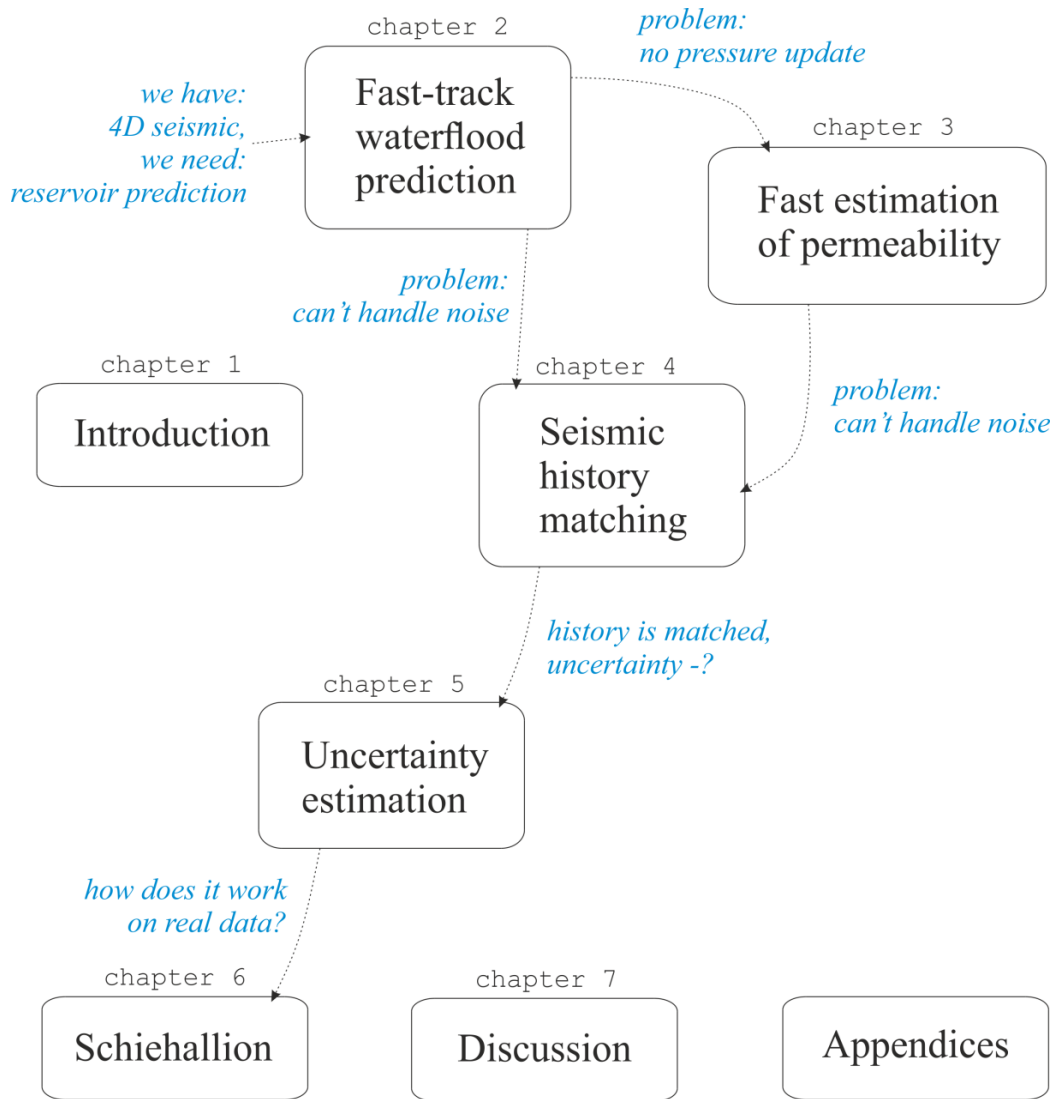 chapter 2
Fast-track
waterflood
prediction
problem:
no pressure update
we have:
4D seismic,
we need:
reservoir prediction
chapter 3
Fast estimation
of permeability
problem:
can't handle noise
chapter 1
Introduction
chapter 4
Seismic
history
matching
problem:
can't handle noise
history is matched,
uncertainty -?
chapter 5
Uncertainty
estimation
how does it work
on real data?
chapter 6
Schiehallion
chapter 7
Discussion
Appendices